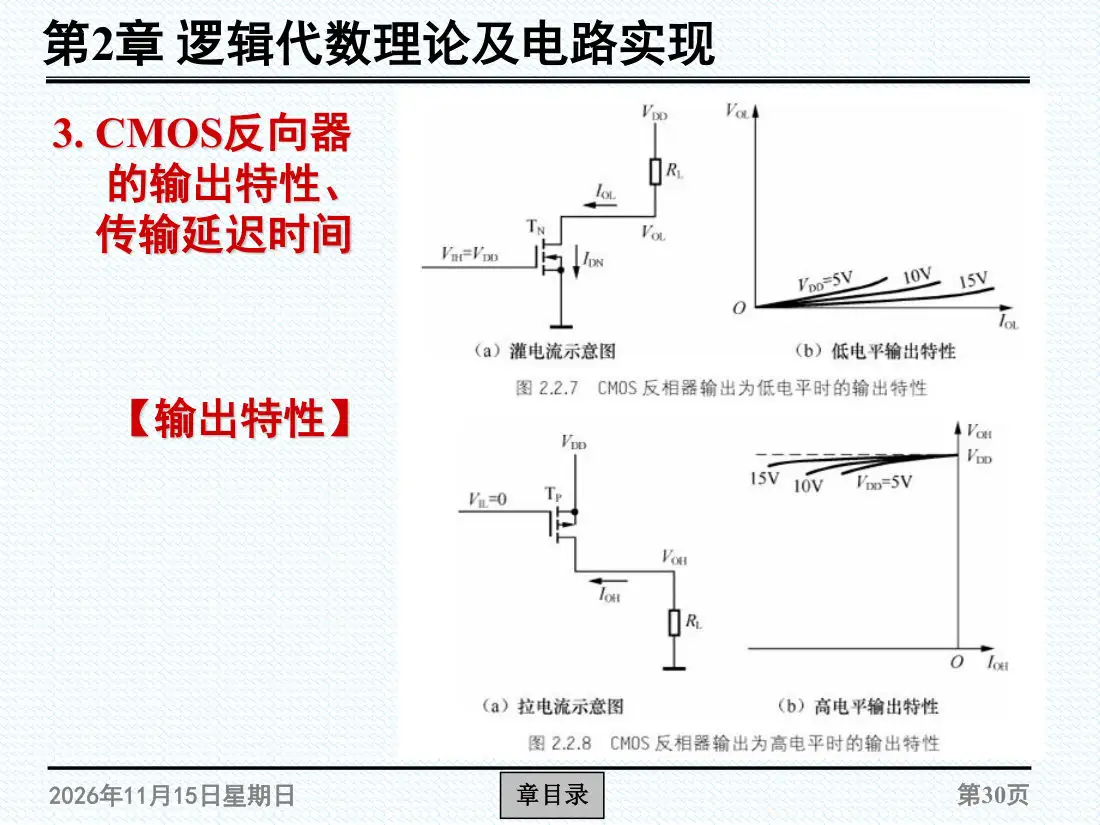 第2章 逻辑代数理论及电路实现
3. CMOS反向器
的输出特性、
传输延迟时间
【输出特性】
VDD
RL
IOL
VOL
TN
VIH=VDD
IDN
(a) 灌电流示意图
VOL
VDD=5V
10V
15V
O
IOL
(b) 低电平输出特性
图 2.2.7 CMOS 反相器输出为低电平时的输出特性
VDD
VIL=0
TP
VOH
IOH
RL
(a) 拉电流示意图
VOH
VDD
15V
10V
VDD=5V
O
IOH
(b) 高电平输出特性
图 2.2.8 CMOS 反相器输出为高电平时的输出特性
2026年11月15日星期日
章目录
第30页